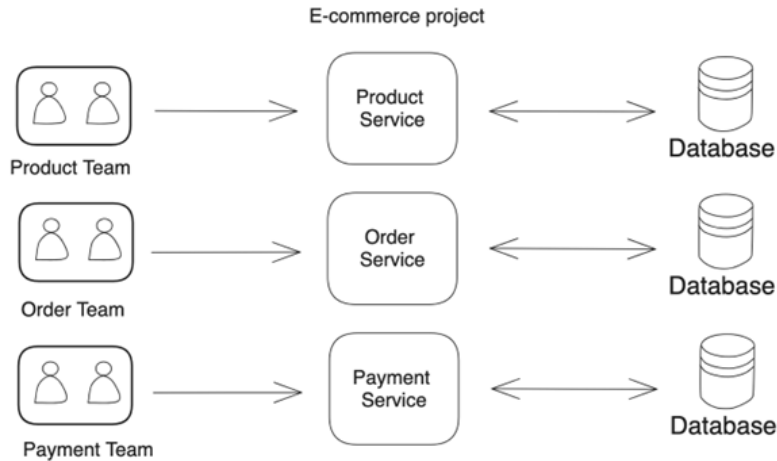 E-commerce project
Product
Service
Database
Product Team
Order
Service
Database
Order Team
Payment
Service
Database
Payment Team